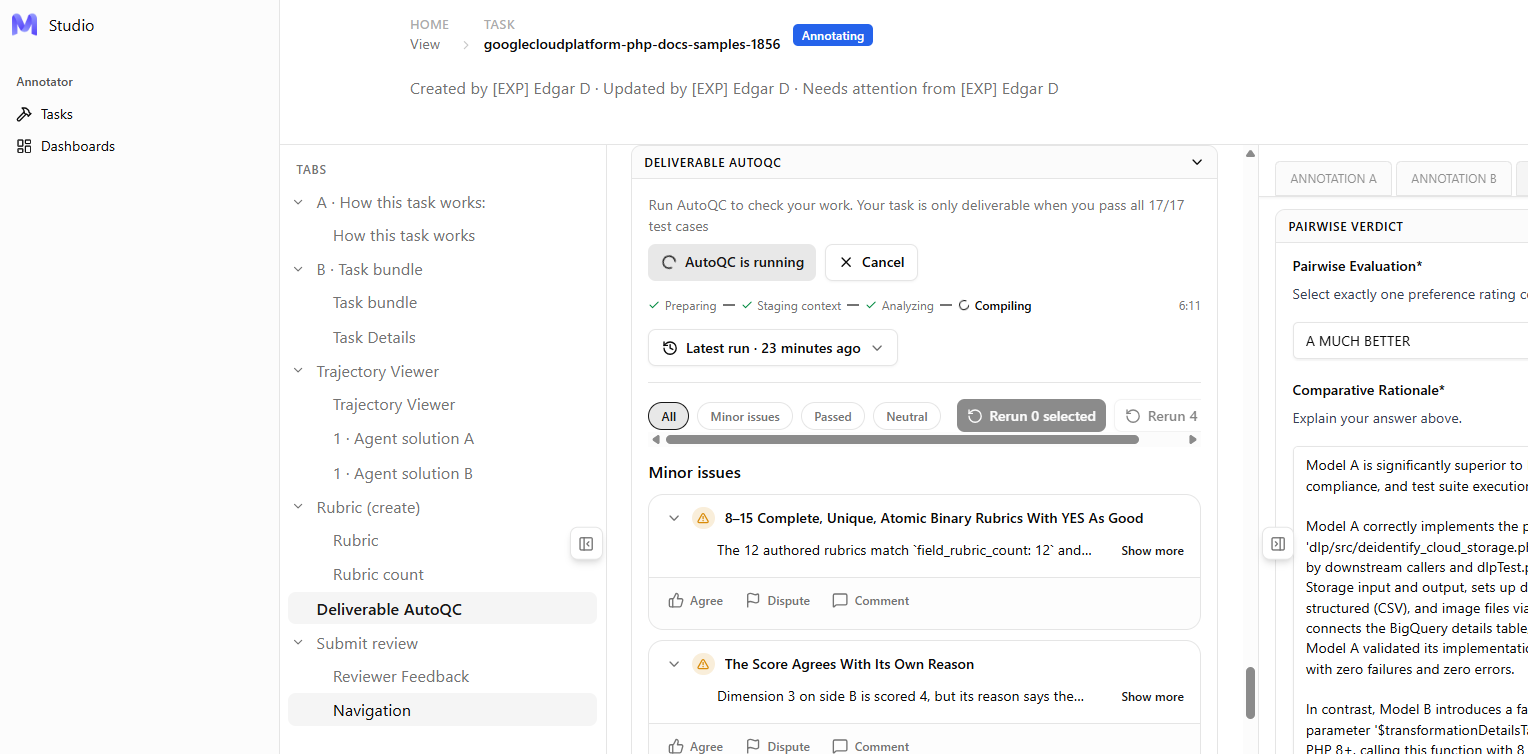 Studio
Annotator
Tasks
Dashboards
HOME
View
TASK
googlecloudplatform-php-docs-samples-1856
Annotating
Created by [EXP] Edgar D · Updated by [EXP] Edgar D · Needs attention from [EXP] Edgar D
TABS
A · How this task works:
How this task works
B · Task bundle
Task bundle
Task Details
Trajectory Viewer
Trajectory Viewer
1 · Agent solution A
1 · Agent solution B
Rubric (create)
Rubric
Rubric count
Deliverable AutoQC
Submit review
Reviewer Feedback
Navigation
DELIVERABLE AUTOQC
Run AutoQC to check your work. Your task is only deliverable when you pass all 17/17
test cases
AutoQC is running
Cancel
Preparing — Staging context — Analyzing — Compiling
6:11
Latest run · 23 minutes ago
All
Minor issues
Passed
Neutral
Rerun 0 selected
Rerun 4
Minor issues
8–15 Complete, Unique, Atomic Binary Rubrics With YES As Good
The 12 authored rubrics match `field_rubric_count: 12` and...
Show more
Agree
Dispute
Comment
The Score Agrees With Its Own Reason
Dimension 3 on side B is scored 4, but its reason says the...
Show more
Agree
Dispute
Comment
ANNOTATION A
ANNOTATION B
PAIRWISE VERDICT
Pairwise Evaluation*
Select exactly one preference rating
A MUCH BETTER
Comparative Rationale*
Explain your answer above.
Model A is significantly superior to
compliance, and test suite execution
Model A correctly implements the
'dlp/src/deidentify_cloud_storage.
by downstream callers and dlpTest.
Storage input and output, sets up
structured (CSV), and image files
connects the BigQuery details table
Model A validated its
with zero failures and zero errors.
In contrast, Model B introduces a
parameter
PHP 8+, calling this function with 8